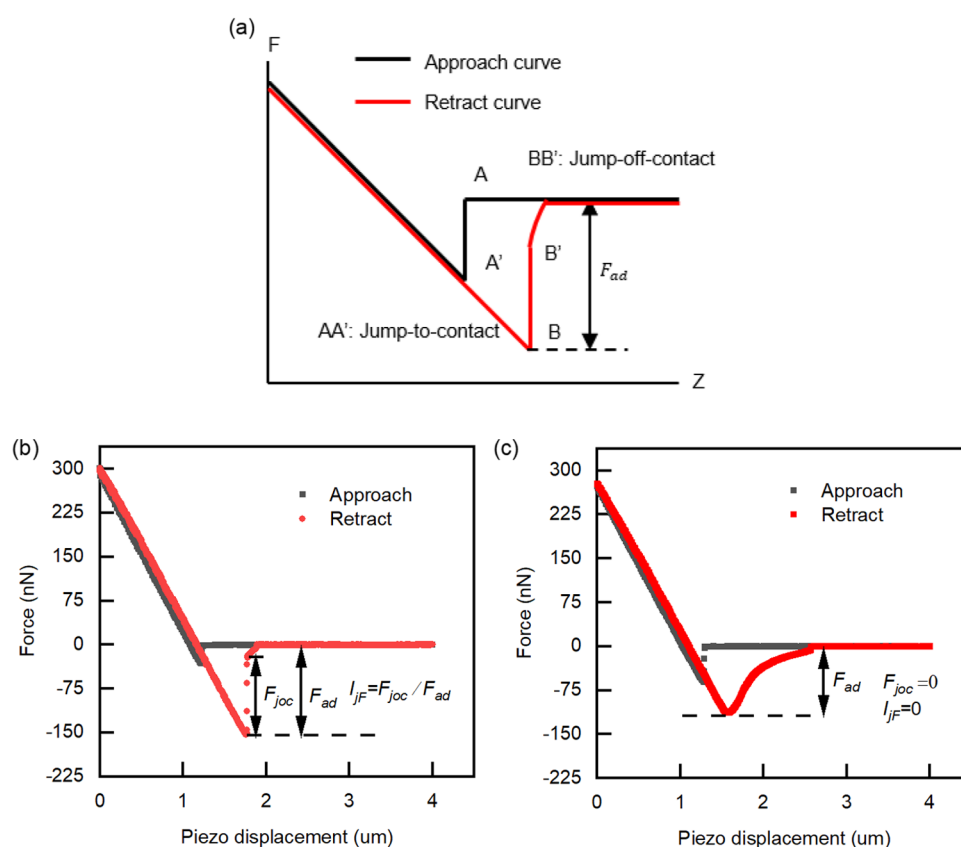 (a)
F
Approach curve
Retract curve
BB’: Jump-off-contact
A
A’
B’
F_ad
AA’: Jump-to-contact
B
Z
(b)
300
225
150
75
0
-75
-150
-225
Force (nN)
Approach
Retract
F_joc
F_ad
I_jF=F_joc/F_ad
0
1
2
3
4
Piezo displacement (um)
(c)
300
225
150
75
0
-75
-150
-225
Force (nN)
Approach
Retract
F_ad
F_joc=0
I_jF=0
0
1
2
3
4
Piezo displacement (um)